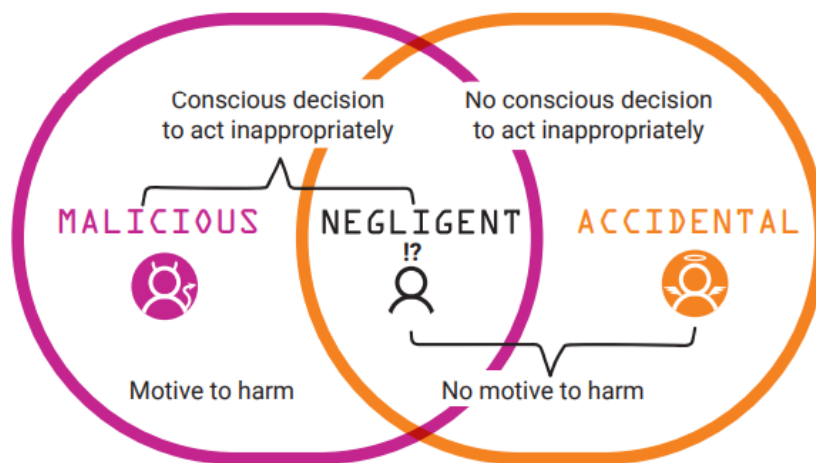 Conscious decision
to act inappropriately
No conscious decision
to act inappropriately
MALICIOUS
NEGLIGENT
ACCIDENTAL
!?
Motive to harm
No motive to harm